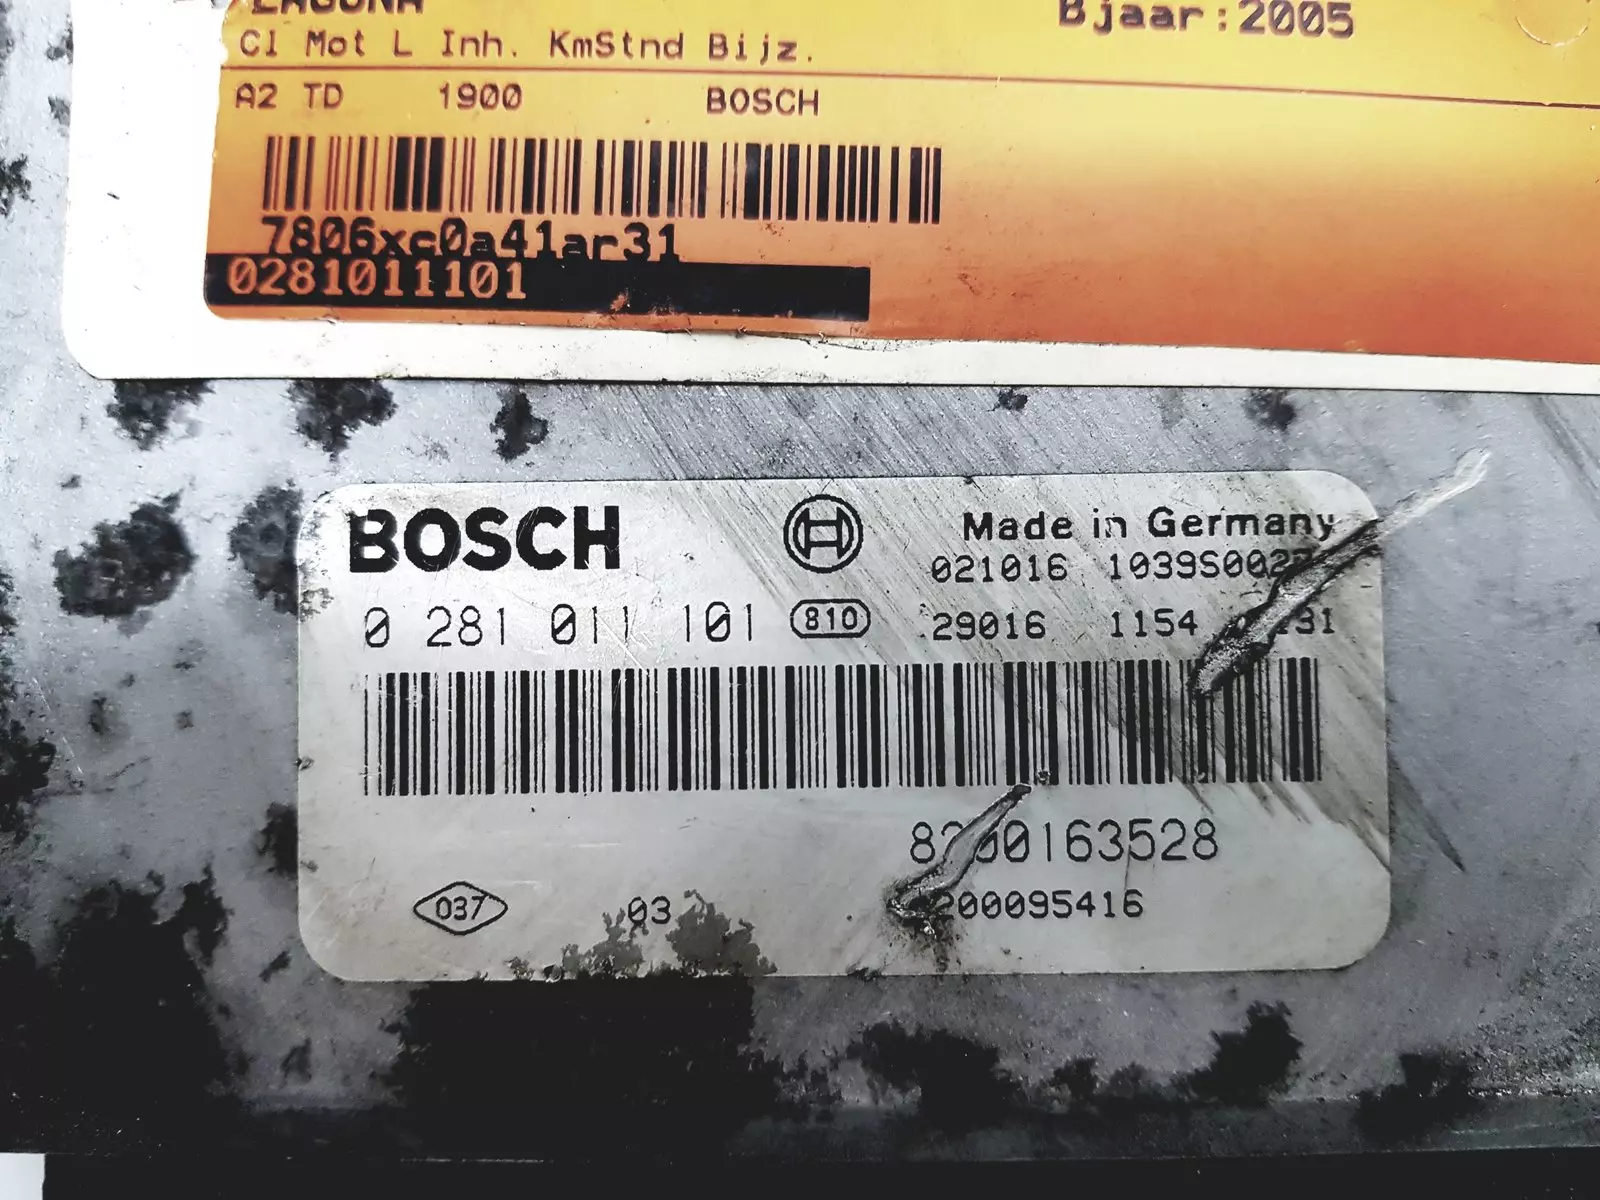 LAGUNA
Bjaar:2005
Cl Mot L Inh. KmStnd Bijz.
A2 TD 1900 BOSCH
7806xc0a41ar31
0281011101
BOSCH
Made in Germany
021016
0 281 011 101 810 29016 1154
037 03